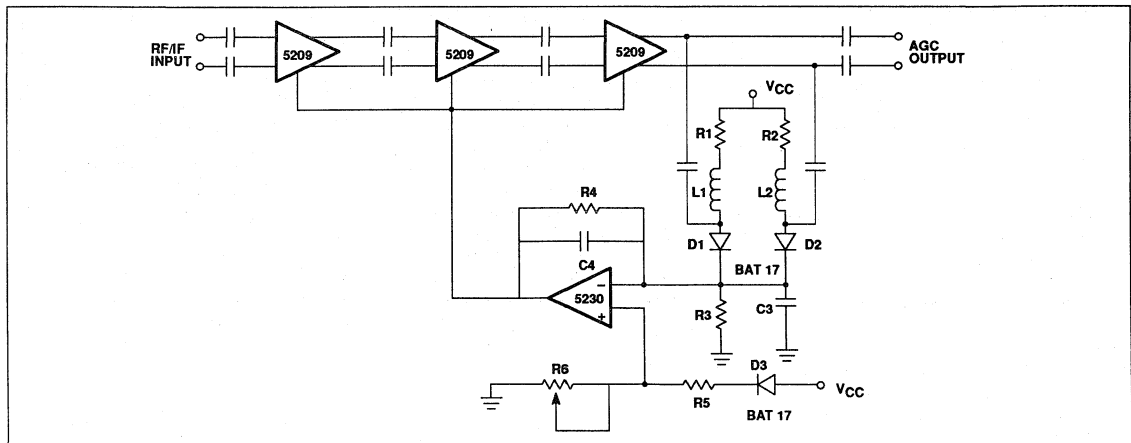 RF/IF
INPUT
5209
5209
5209
AGC
OUTPUT
VCC
R1
R2
L1
L2
R4
D1
D2
C4
BAT 17
−
5230
+
R3
C3
R6
D3
R5
VCC
BAT 17